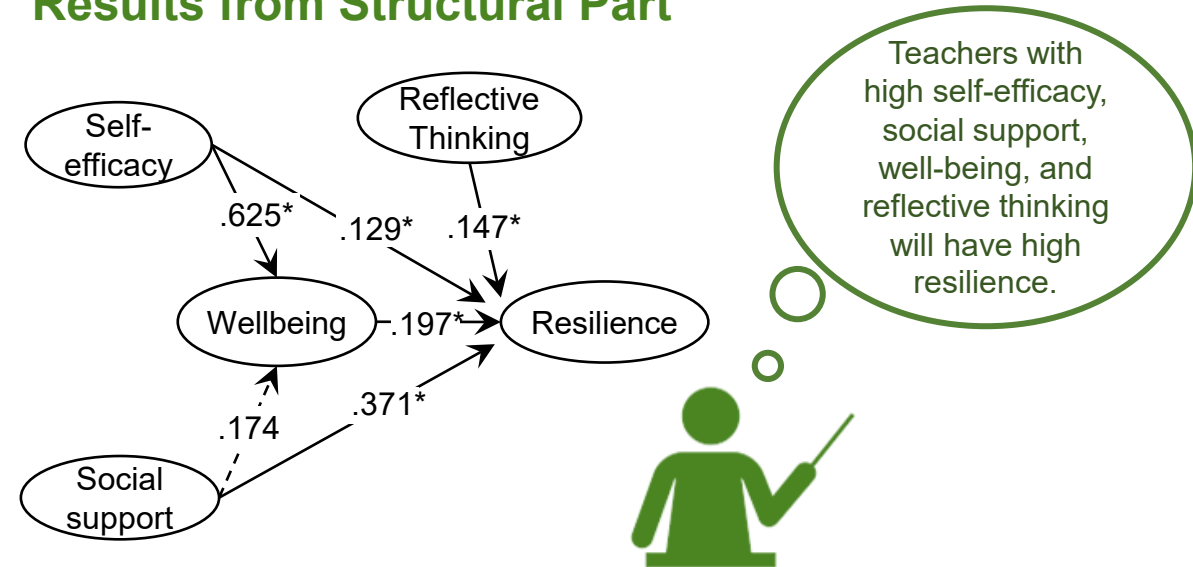 Results from Structural Part
Self-
efficacy
Reflective
Thinking
.625*
.129*
.147*
Wellbeing
.197*
Resilience
.174
.371*
Social
support
Teachers with
high self-efficacy,
social support,
well-being, and
reflective thinking
will have high
resilience.